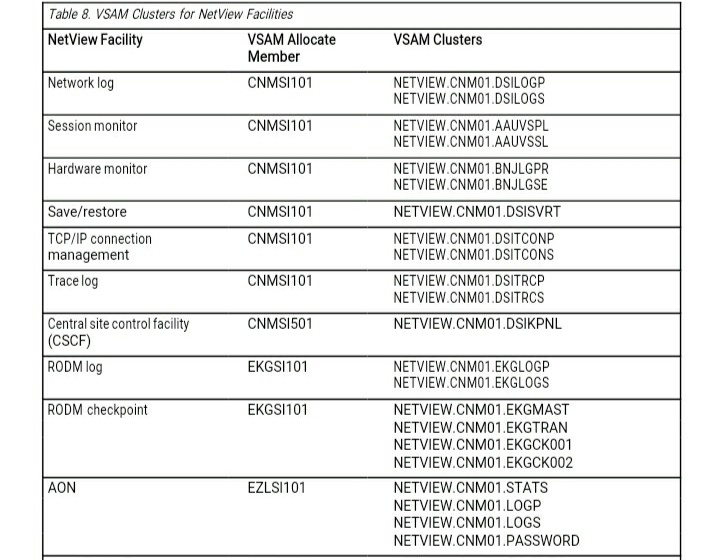 Table 8. VSAM Clusters for NetView Facilities
NetView Facility VSAM Allocate Member VSAM Clusters
Network log CNMSI101 NETVIEW.CNM01.DSILOGP
NETVIEW.CNM01.DSILOGS
Session monitor CNMSI101 NETVIEW.CNM01.AAUVSPL
NETVIEW.CNM01.AAUVSSL
Hardware monitor CNMSI101 NETVIEW.CNM01.BNJLGPR
NETVIEW.CNM01.BNJLGSE
Save/restore CNMSI101 NETVIEW.CNM01.DSISVRT
TCP/IP connection CNMSI101 NETVIEW.CNM01.DSITCONP
management NETVIEW.CNM01.DSITCONS
Trace log CNMSI101 NETVIEW.CNM01.DSITRCP
NETVIEW.CNM01.DSITRCS
Central site control facility CNMSI501 NETVIEW.CNM01.DSIKPNL
(CSCF)
RODM log EKGSI101 NETVIEW.CNM01.EKGLOGP
NETVIEW.CNM01.EKGLOGS
RODM checkpoint EKGSI101 NETVIEW.CNM01.EKGMAST
NETVIEW.CNM01.EKGTRAN
NETVIEW.CNM01.EKGCK001
NETVIEW.CNM01.EKGCK002
AON EZLSI101 NETVIEW.CNM01.STATS
NETVIEW.CNM01.LOGP
NETVIEW.CNM01.LOGS
NETVIEW.CNM01.PASSWORD